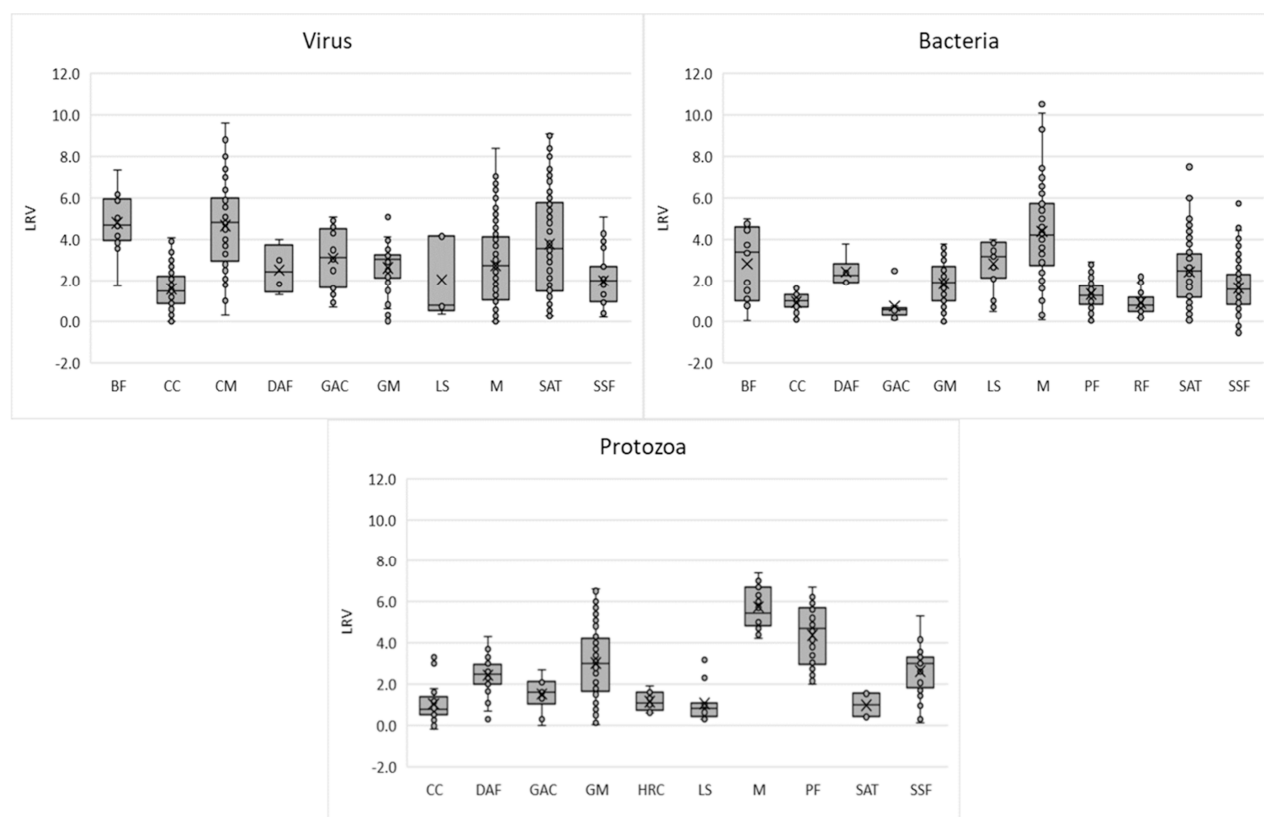 Virus
12.0
10.0
8.0
6.0
4.0
2.0
0.0
-2.0
LRV
BF CC CM DAF GAC GM LS M SAT SSF
Bacteria
12.0
10.0
8.0
6.0
4.0
2.0
0.0
-2.0
LRV
BF CC DAF GAC GM LS M PF RF SAT SSF
Protozoa
12.0
10.0
8.0
6.0
4.0
2.0
0.0
-2.0
LRV
CC DAF GAC GM HRC LS M PF SAT SSF